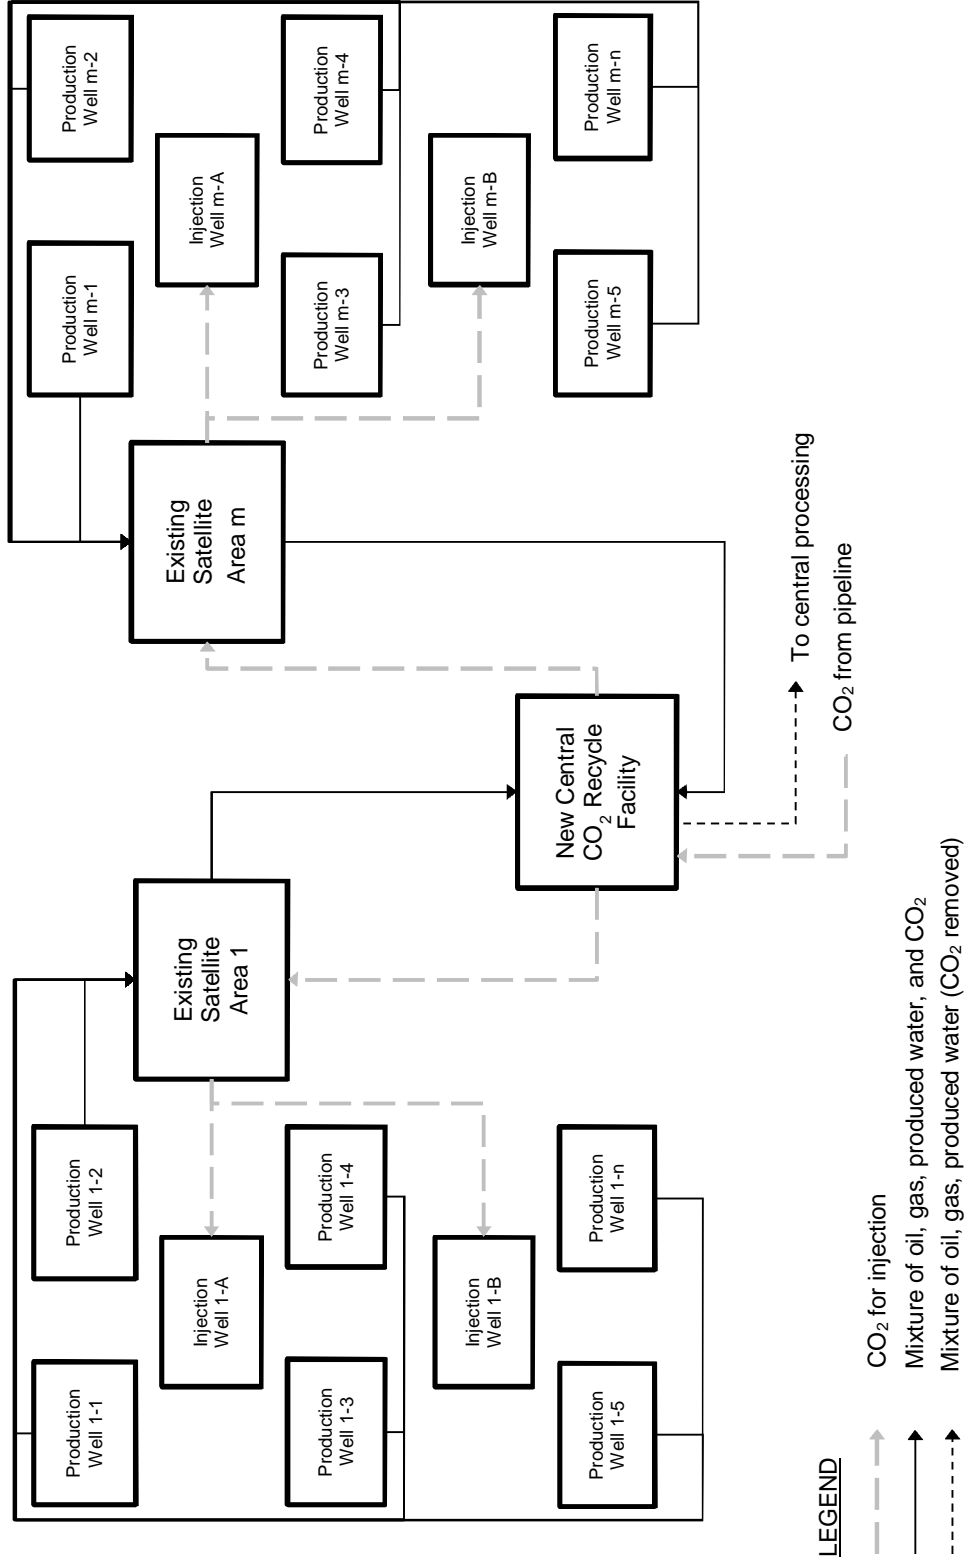 Production
Well 1-1
Production
Well 1-2
Production
Well m-1
Production
Well m-2
Injection
Well 1-A
Existing
Satellite
Area 1
Existing
Satellite
Area m
Injection
Well m-A
Production
Well 1-3
Production
Well 1-4
Production
Well m-3
Production
Well m-4
Injection
Well 1-B
Injection
Well m-B
New Central
CO₂ Recycle
Facility
Production
Well 1-5
Production
Well 1-n
Production
Well m-5
Production
Well m-n
To central processing
CO₂ from pipeline
LEGEND
CO₂ for injection
Mixture of oil, gas, produced water, and CO₂
Mixture of oil, gas, produced water (CO₂ removed)